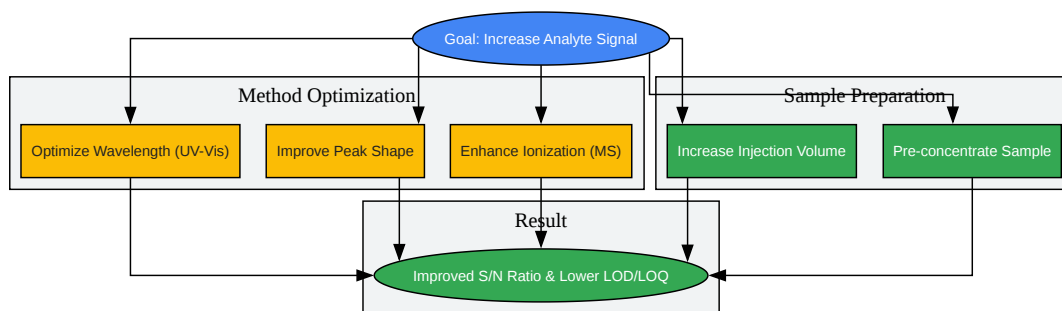 Goal: Increase Analyte Signal
Method Optimization
Sample Preparation
Optimize Wavelength (UV-Vis)
Improve Peak Shape
Enhance Ionization (MS)
Increase Injection Volume
Pre-concentrate Sample
Result
Improved S/N Ratio & Lower LOD/LOQ